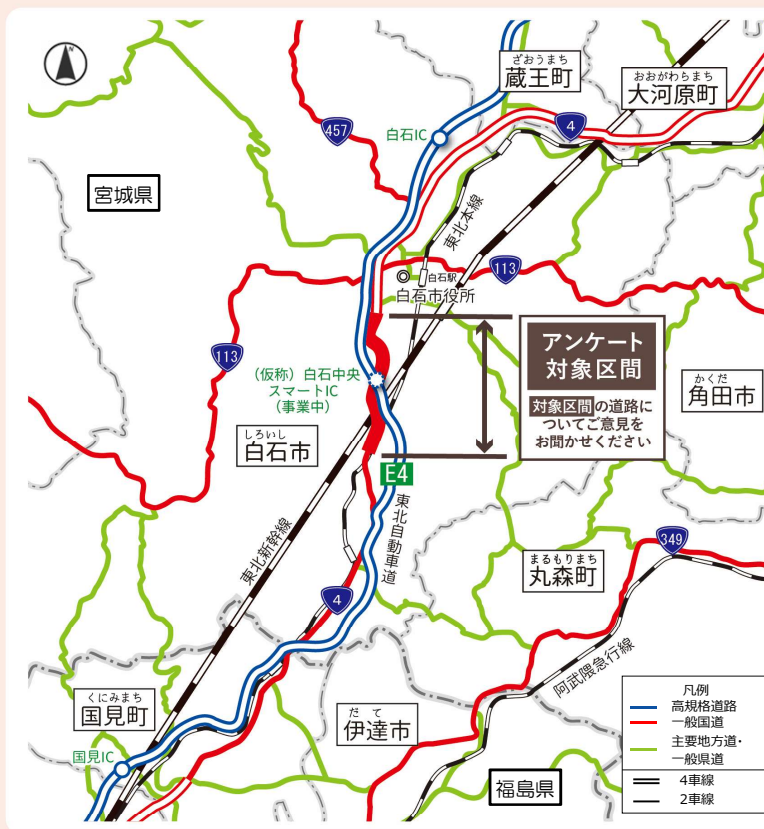 N
ざおうまち
蔵王町
おおがわらまち
大河原町
457
4
白石IC
宮城県
東北本線
113
白石駅
白石市役所
アンケート
対象区間
対象区間の道路に
ついてご意見を
お聞かせください
113
(仮称)白石中央
スマートIC
(事業中)
かくだ
角田市
しろいし
白石市
E4
東北自動車道
東北新幹線
349
まるもりまち
丸森町
4
阿武隈急行線
くにみまち
国見町
だて
伊達市
国見IC
福島県
凡例
高規格道路
一般国道
主要地方道・
一般県道
4車線
2車線